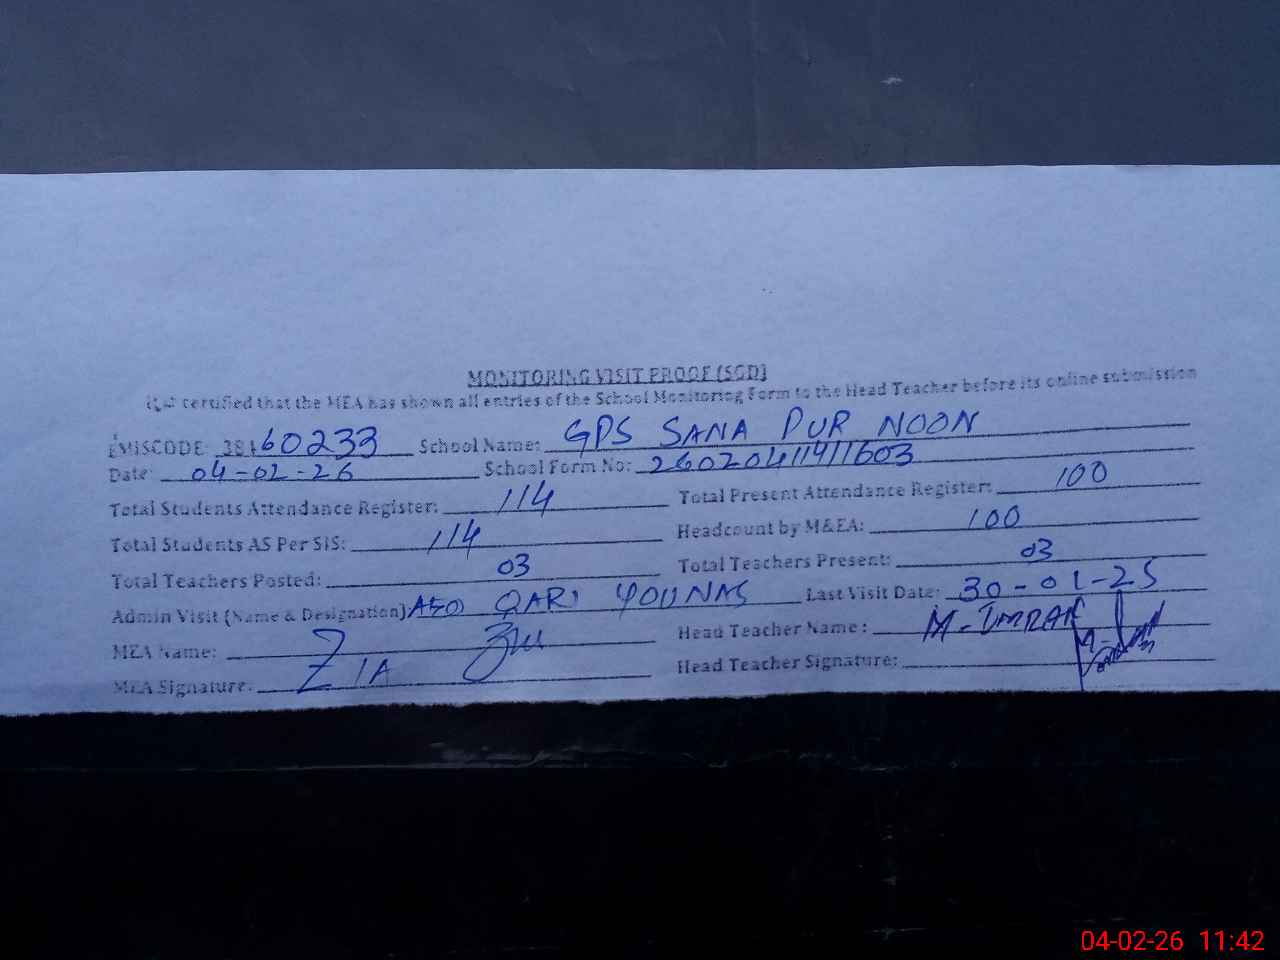 MONITORING VISIT PROOF (SGD)
It is certified that the MEA has shown all entries of the School Monitoring Form to the Head Teacher before its online submission
EMISCODE: 38160233 School Name: GPS SANA PUR NOON
Date: 04-02-26 School Form No: 26020411411603
Total Students Attendance Register: 114 Total Present Attendance Register: 100
Total Students AS Per SIS: 114 Headcount by M&EA: 100
Total Teachers Posted: 03 Total Teachers Present: 03
Admin Visit (Name & Designation) AEO QARI YOUNAS Last Visit Date: 30-01-25
MEA Name: ZIA Head Teacher Name: M-IMRAN
MEA Signature: Head Teacher Signature:
04-02-26 11:42